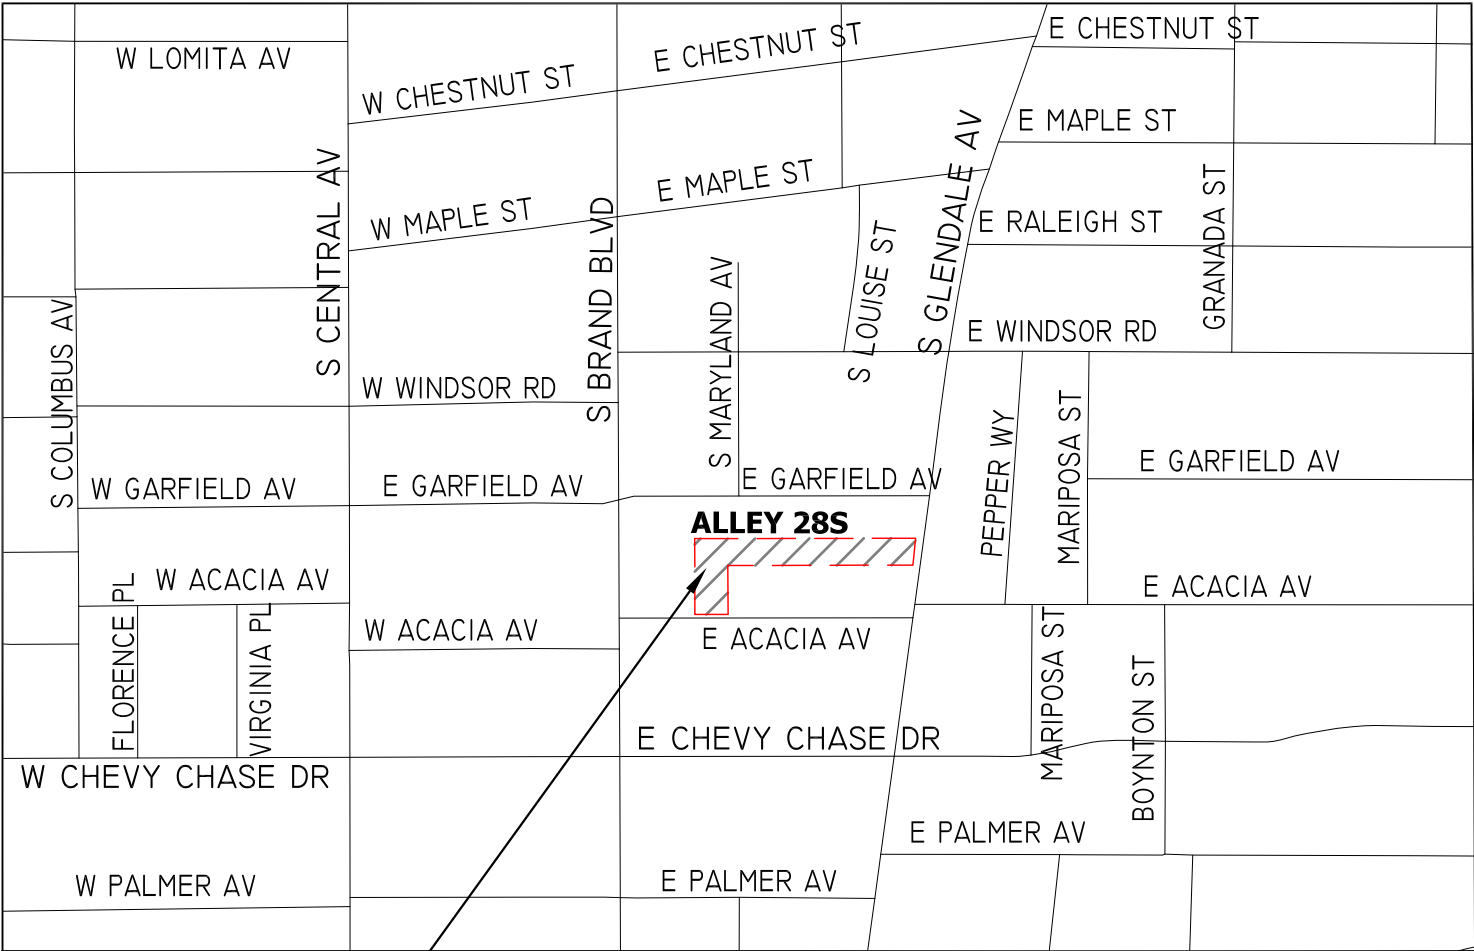 E CHESTNUT ST
E CHESTNUT ST
W LOMITA AV
W CHESTNUT ST
E MAPLE ST
S GLENDALE AV
S CENTRAL AV
E MAPLE ST
GRANADA ST
W MAPLE ST
S BRAND BLVD
E RALEIGH ST
S LOUISE ST
S MARYLAND AV
S COLUMBUS AV
E WINDSOR RD
W WINDSOR RD
MARIPOSA ST
PEPPER WY
E GARFIELD AV
W GARFIELD AV
E GARFIELD AV
E GARFIELD AV
ALLEY 28S
W ACACIA AV
E ACACIA AV
FLORENCE PL
VIRGINIA PL
W ACACIA AV
E ACACIA AV
MARIPOSA ST
BOYNTON ST
E CHEVY CHASE DR
W CHEVY CHASE DR
E PALMER AV
W PALMER AV
E PALMER AV